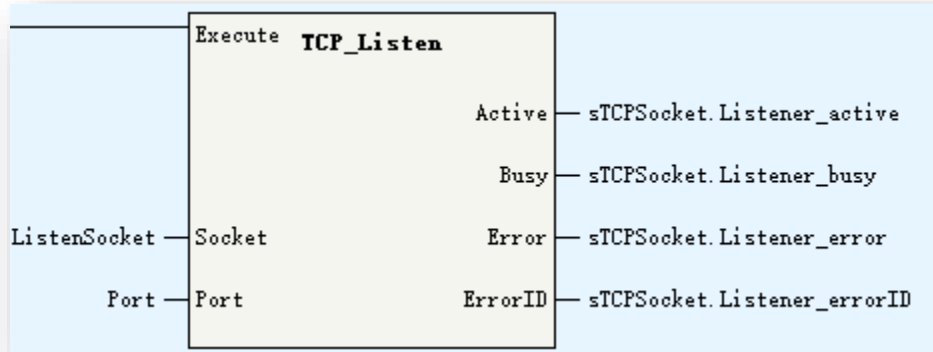 Execute TCP_Listen
Active sTCPSocket.Listener_active
Busy sTCPSocket.Listener_busy
ListenSocket Socket Error sTCPSocket.Listener_error
Port Port ErrorID sTCPSocket.Listener_errorID